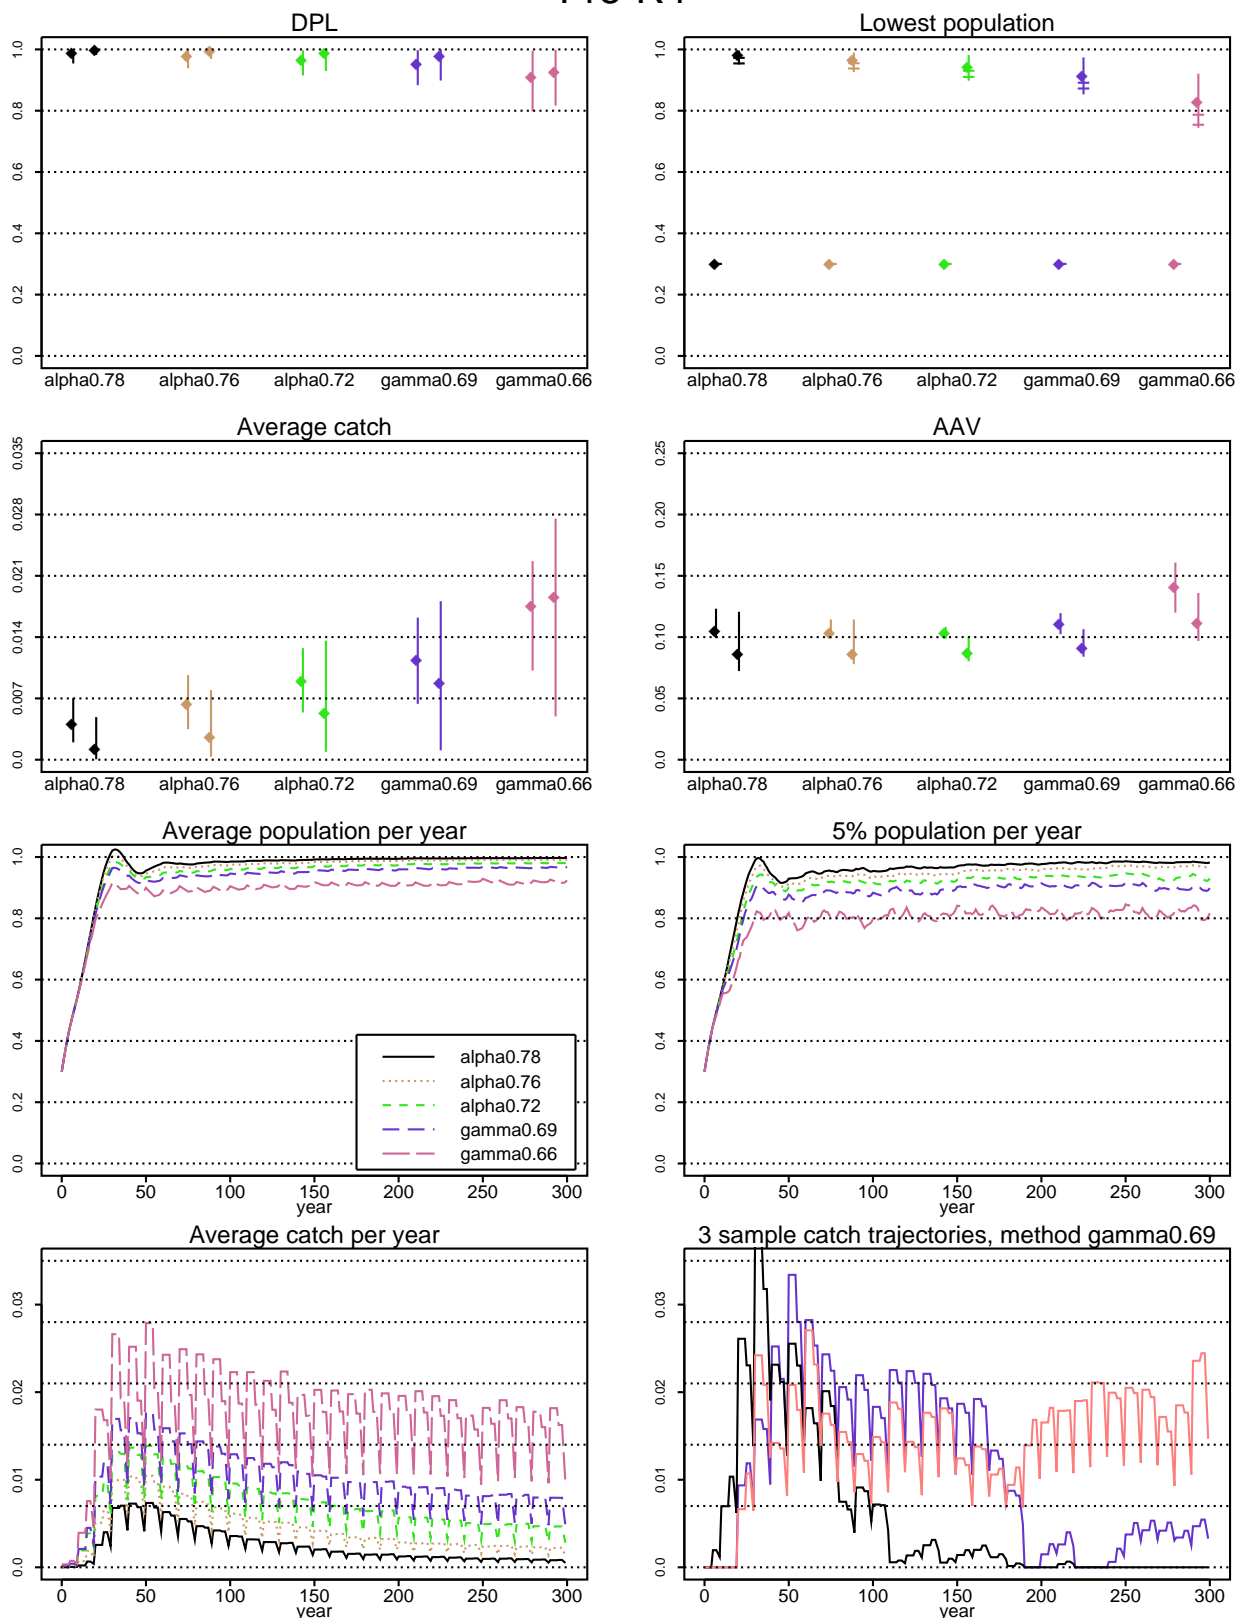 DPL
1.0
0.8
0.6
0.4
0.2
0.0
alpha0.78 alpha0.76 alpha0.72 gamma0.69 gamma0.66
Lowest population
1.0
0.8
0.6
0.4
0.2
0.0
alpha0.78 alpha0.76 alpha0.72 gamma0.69 gamma0.66
Average catch
0.035
0.028
0.021
0.014
0.007
0.0
alpha0.78 alpha0.76 alpha0.72 gamma0.69 gamma0.66
AAV
0.25
0.20
0.15
0.10
0.05
0.0
alpha0.78 alpha0.76 alpha0.72 gamma0.69 gamma0.66
Average population per year
1.0
0.8
0.6
0.4
0.2
0.0
alpha0.78
alpha0.76
alpha0.72
gamma0.69
gamma0.66
0 50 100 150 200 250 300
year
5% population per year
1.0
0.8
0.6
0.4
0.2
0.0
0 50 100 150 200 250 300
year
Average catch per year
0.03
0.02
0.01
0.0
0 50 100 150 200 250 300
year
3 sample catch trajectories, method gamma0.69
0.03
0.02
0.01
0.0
0 50 100 150 200 250 300
year